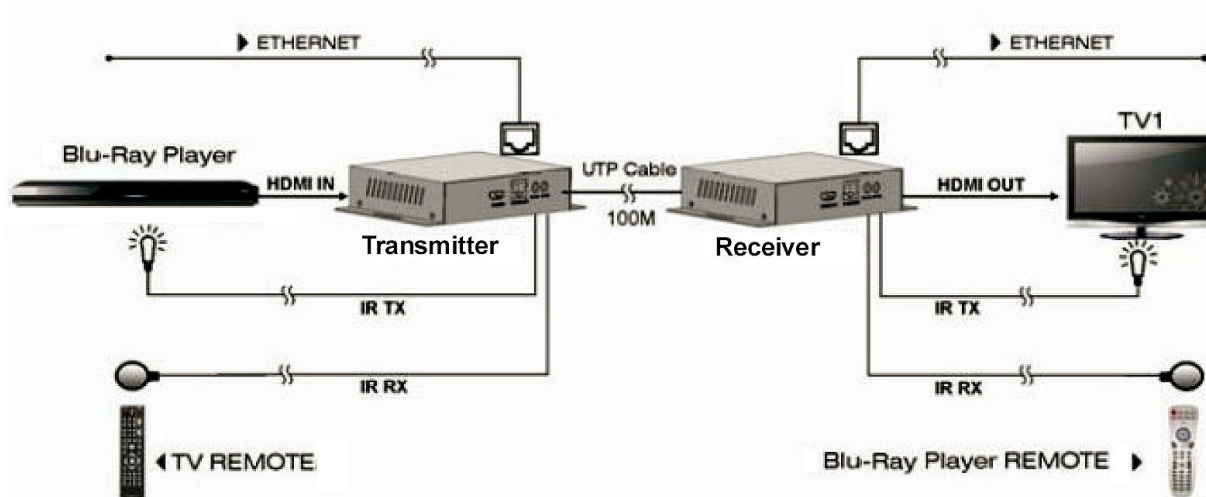 ETHERNET
ETHERNET
TV1
Blu-Ray Player
HDMI IN
UTP Cable
100M
HDMI OUT
Transmitter
Receiver
IR TX
IR TX
IR RX
IR RX
TV REMOTE
Blu-Ray Player REMOTE